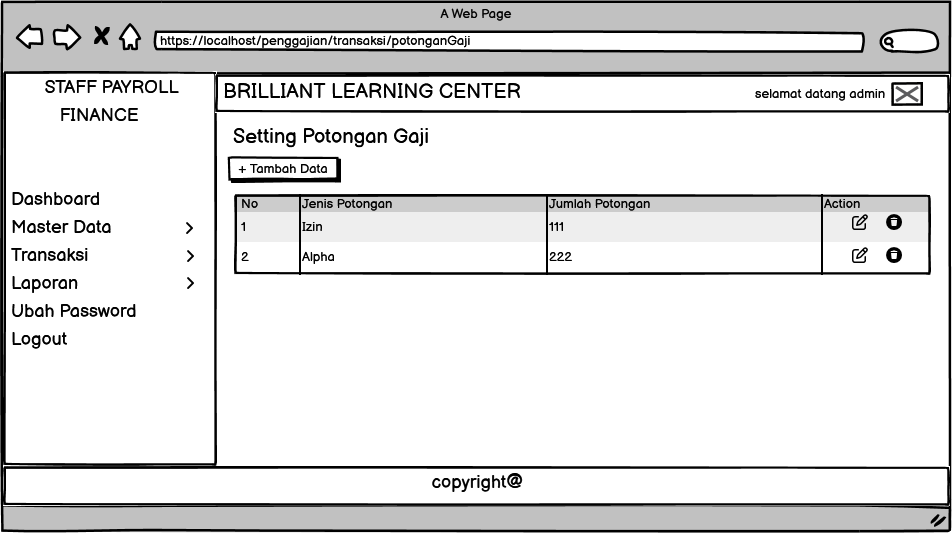 A Web Page
https://localhost/penggajian/transaksi/potonganGaji
STAFF PAYROLL
FINANCE
BRILLIANT LEARNING CENTER
selamat datang admin
Setting Potongan Gaji
+ Tambah Data
Dashboard
Master Data
Transaksi
Laporan
Ubah Password
Logout
No Jenis Potongan Jumlah Potongan Action
1 Izin 111
2 Alpha 222
copyright@